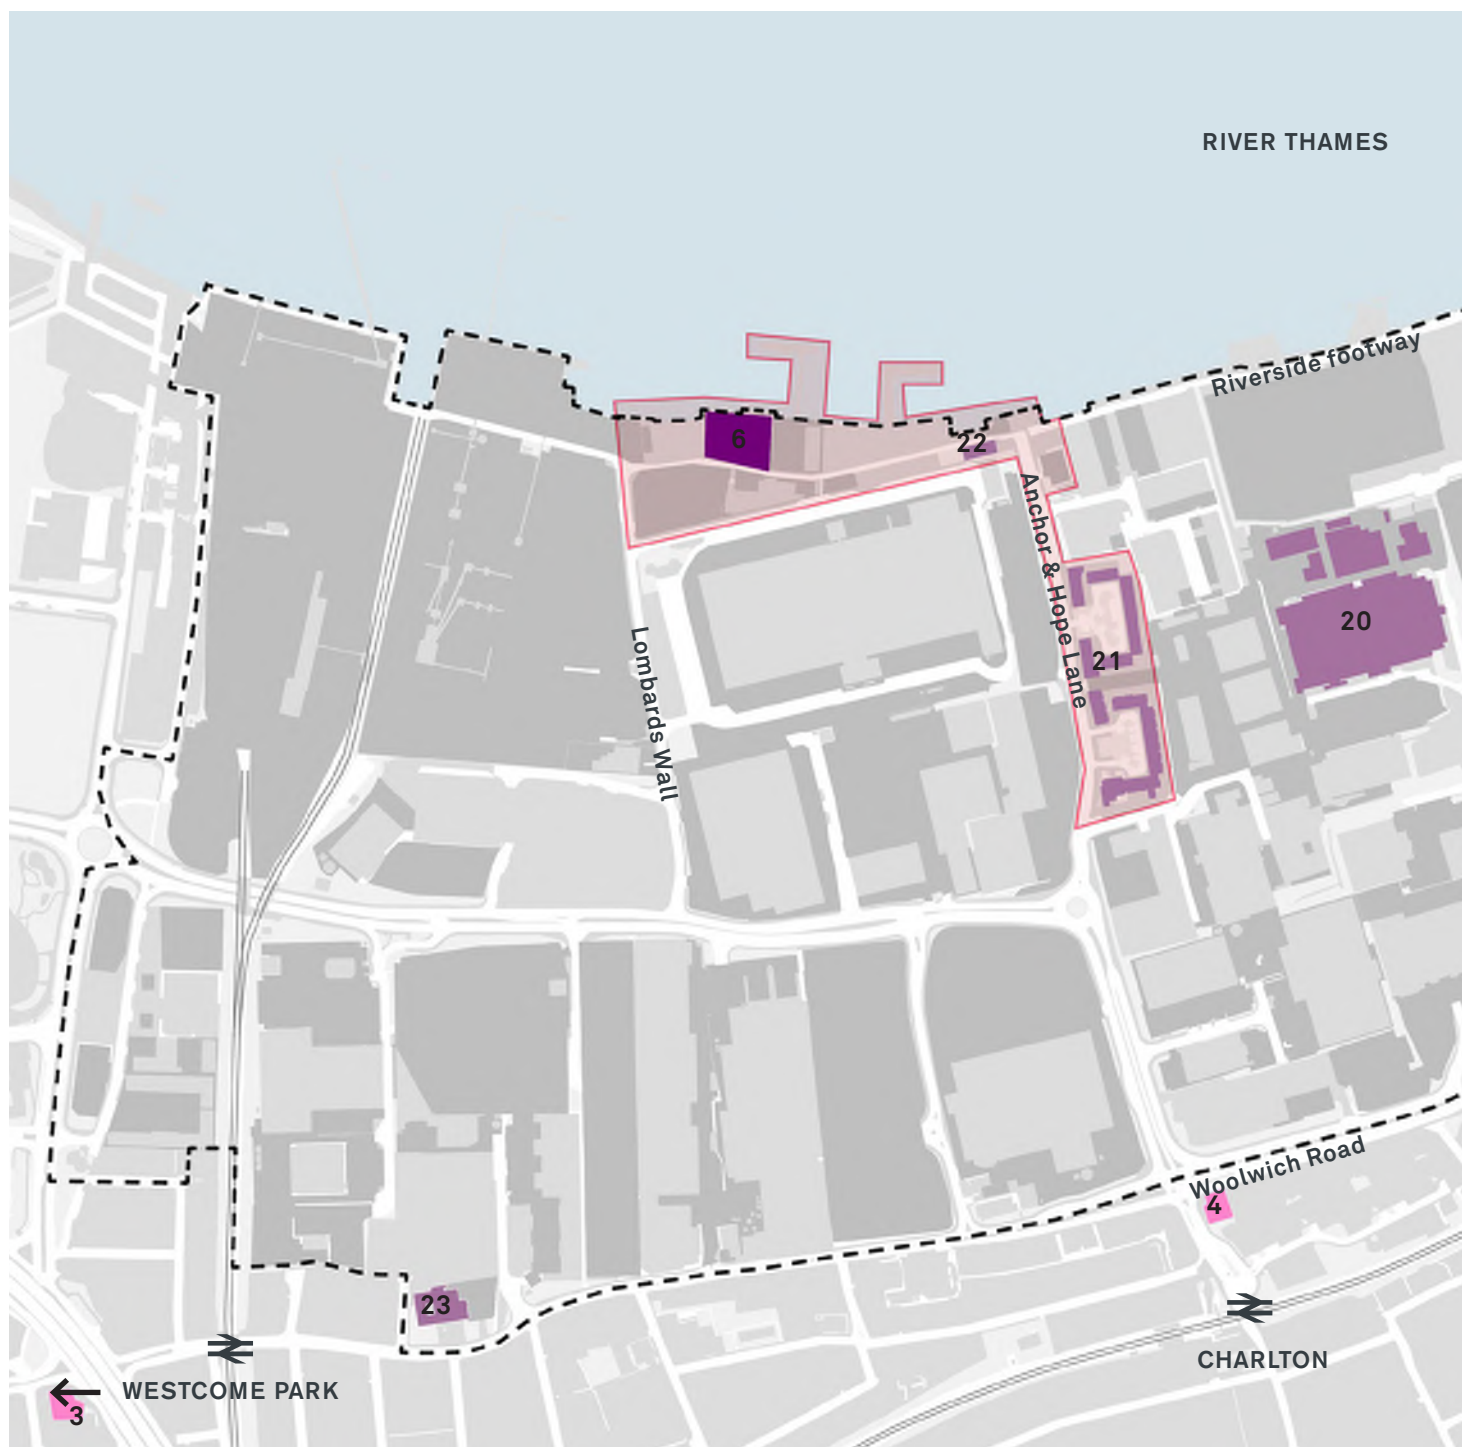 RIVER THAMES
Riverside footway
6
22
Anchor & Hope Lane
20
Lombards Wall
21
Woolwich Road
4
23
CHARLTON
WESTCOME PARK
3